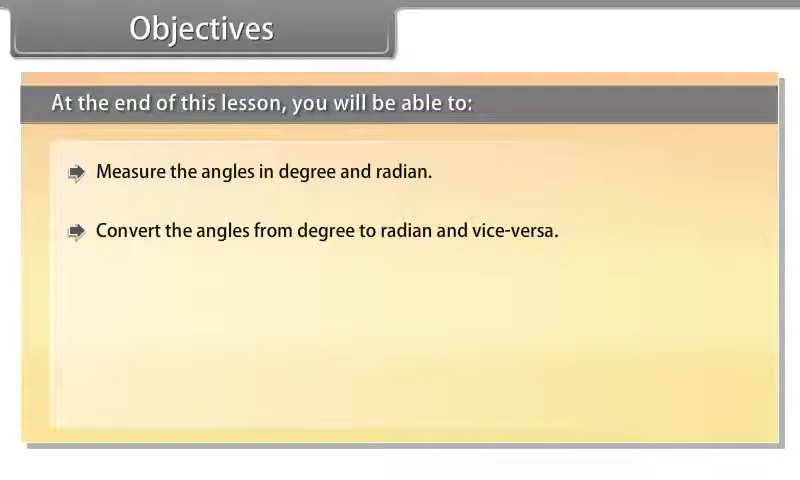 Objectives
At the end of this lesson, you will be able to:
Measure the angles in degree and radian.
Convert the angles from degree to radian and vice-versa.